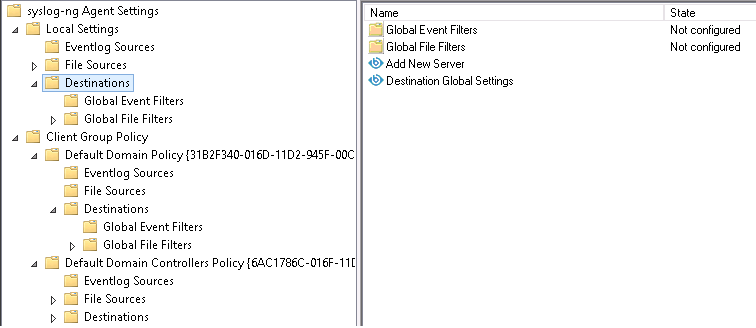 syslog-ng Agent Settings
Local Settings
Eventlog Sources
File Sources
Destinations
Global Event Filters
Global File Filters
Client Group Policy
Default Domain Policy {31B2F340-016D-11D2-945F-00C
Eventlog Sources
File Sources
Destinations
Global Event Filters
Global File Filters
Default Domain Controllers Policy {6AC1786C-016F-11D
Eventlog Sources
File Sources
Destinations
Name State
Global Event Filters Not configured
Global File Filters Not configured
Add New Server
Destination Global Settings